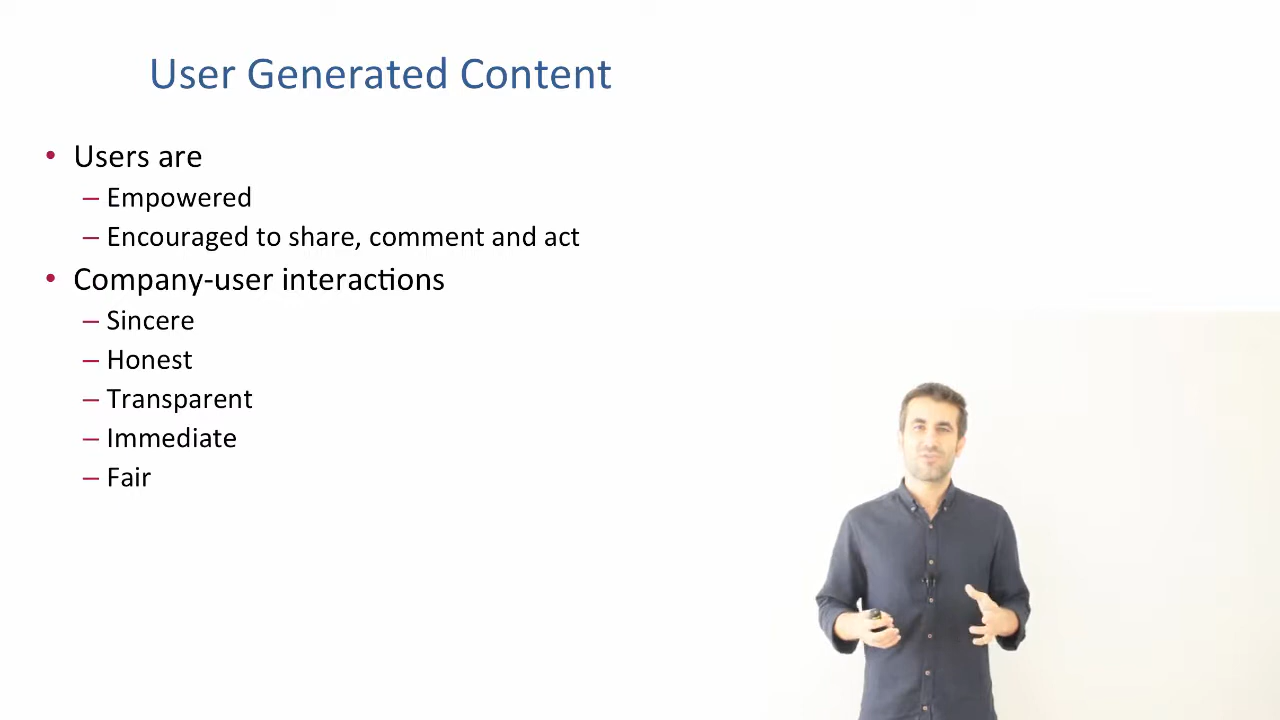 User Generated Content
• Users are
– Empowered
– Encouraged to share, comment and act
• Company-user interactions
– Sincere
– Honest
– Transparent
– Immediate
– Fair